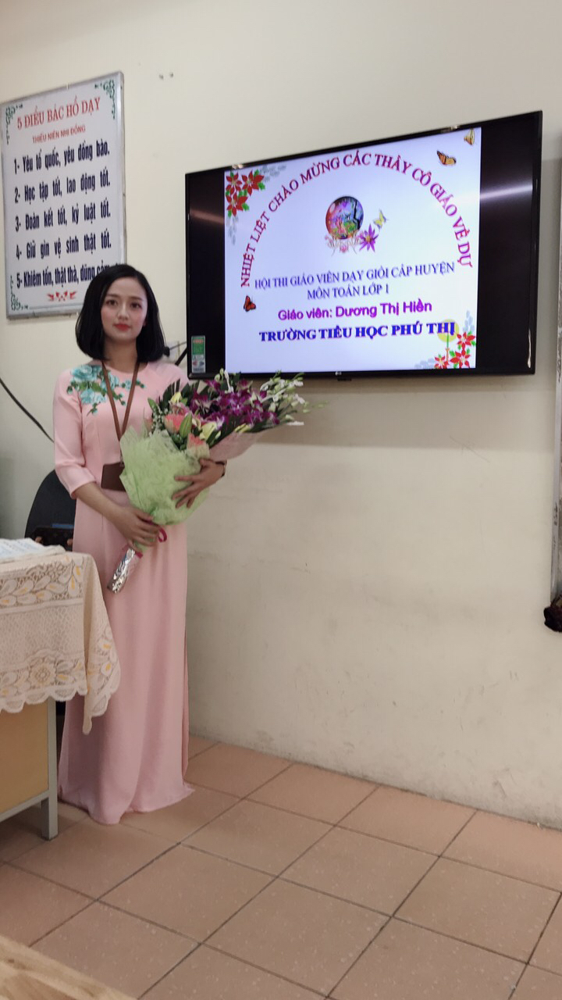 5 ĐIỀU BÁC HỒ DẠY
THIẾU NIÊN NHI ĐỒNG
1- Yêu tổ quốc, yêu đồng bào.
2- Học tập tốt, lao động tốt.
3- Đoàn kết tốt, kỷ luật tốt.
4- Giữ gìn vệ sinh thật tốt.
5- Khiêm tốn, thật thà, dũng cảm
NHIỆT LIỆT CHÀO MỪNG CÁC THẦY CÔ GIÁO VỀ DỰ
HỘI THI GIÁO VIÊN DẠY GIỎI CẤP HUYỆN
MÔN TOÁN LỚP 1
Giáo viên: Dương Thị Hiền
TRƯỜNG TIỂU HỌC PHÚ THỊ
LG